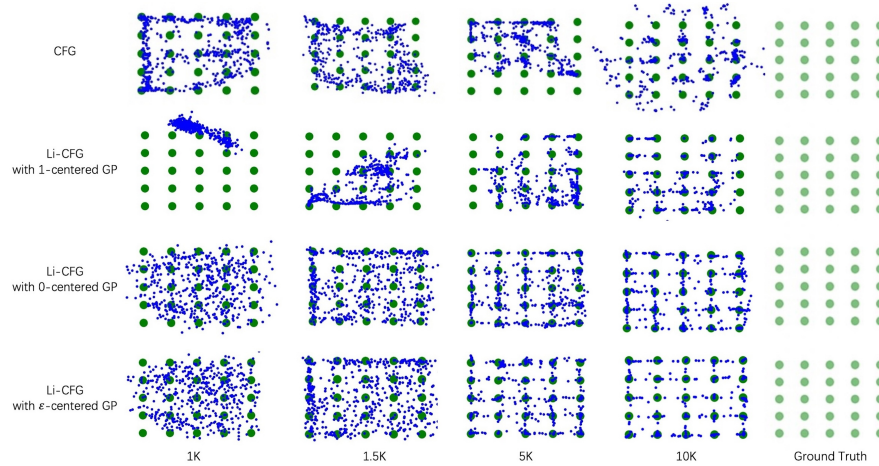 CFG
Li-CFG
with 1-centered GP
Li-CFG
with 0-centered GP
Li-CFG
with ε-centered GP
1K
1.5K
5K
10K
Ground Truth